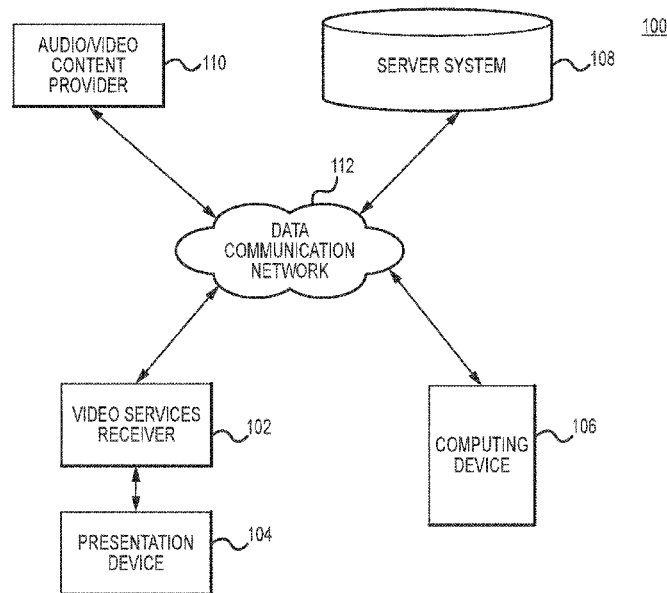 100
AUDIO/VIDEO
CONTENT
PROVIDER
110
SERVER SYSTEM
108
112
DATA
COMMUNICATION
NETWORK
VIDEO SERVICES
RECEIVER
102
COMPUTING
DEVICE
106
PRESENTATION
DEVICE
104